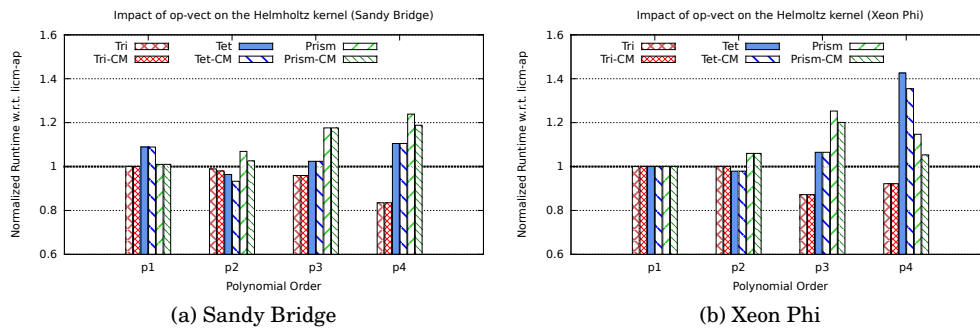 Impact of op-vect on the Helmholtz kernel (Sandy Bridge)
Normalized Runtime w.r.t. licm-ap
1.6
1.4
1.2
1
0.8
0.6
Tri
Tri-CM
Tet
Tet-CM
Prism
Prism-CM
p1 p2 p3 p4
Polynomial Order
(a) Sandy Bridge
Impact of op-vect on the Helmoltz kernel (Xeon Phi)
Normalized Runtime w.r.t. licm-ap
1.6
1.4
1.2
1
0.8
0.6
Tri
Tri-CM
Tet
Tet-CM
Prism
Prism-CM
p1 p2 p3 p4
Polynomial Order
(b) Xeon Phi